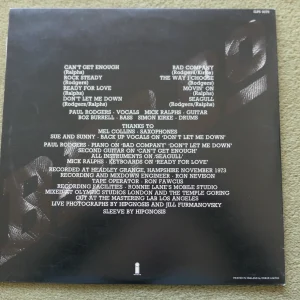 CAN'T GET ENOUGH
(Ralphs)
ROCK STEADY
(Rodgers)
READY FOR LOVE
(Ralphs)
DON'T LET ME DOWN
(Rodgers/Ralphs)
BAD COMPANY
(Rodgers/Kirke)
THE WAY I CHOOSE
(Rodgers)
MOVIN' ON
(Ralphs)
SEAGULL
(Rodgers/Ralphs)
PAUL RODGERS - VOCALS MICK RALPHS - GUITAR
BOZ BURRELL - BASS SIMON KIRKE - DRUMS
THANKS TO
MEL COLLINS - SAXOPHONES
SUE AND SUNNY - BACK UP VOCALS ON 'DON'T LET ME DOWN'
PAUL RODGERS - PIANO ON 'BAD COMPANY' 'DON'T LET ME DOWN'
SECOND GUITAR ON 'CAN'T GET ENOUGH'
ALL INSTRUMENTS ON 'SEAGULL'
MICK RALPHS - KEYBOARDS ON 'READY FOR LOVE'
RECORDED AT HEADLEY GRANGE, HAMPSHIRE NOVEMBER 1973
RECORDING AND MIXDOWN ENGINEER - RON NEVISON
TAPE OPERATOR - RON FAWCUS
RECORDING FACILITIES - RONNIE LANE'S MOBILE STUDIO
MIXED AT OLYMPIC STUDIOS LONDON AND THE TEMPLE GORING
CUT AT THE MASTERING LAB LOS ANGELES
LIVE PHOTOGRAPHS BY HIPGNOSIS AND JILL FURMANOVSKY
SLEEVE BY HIPGNOSIS